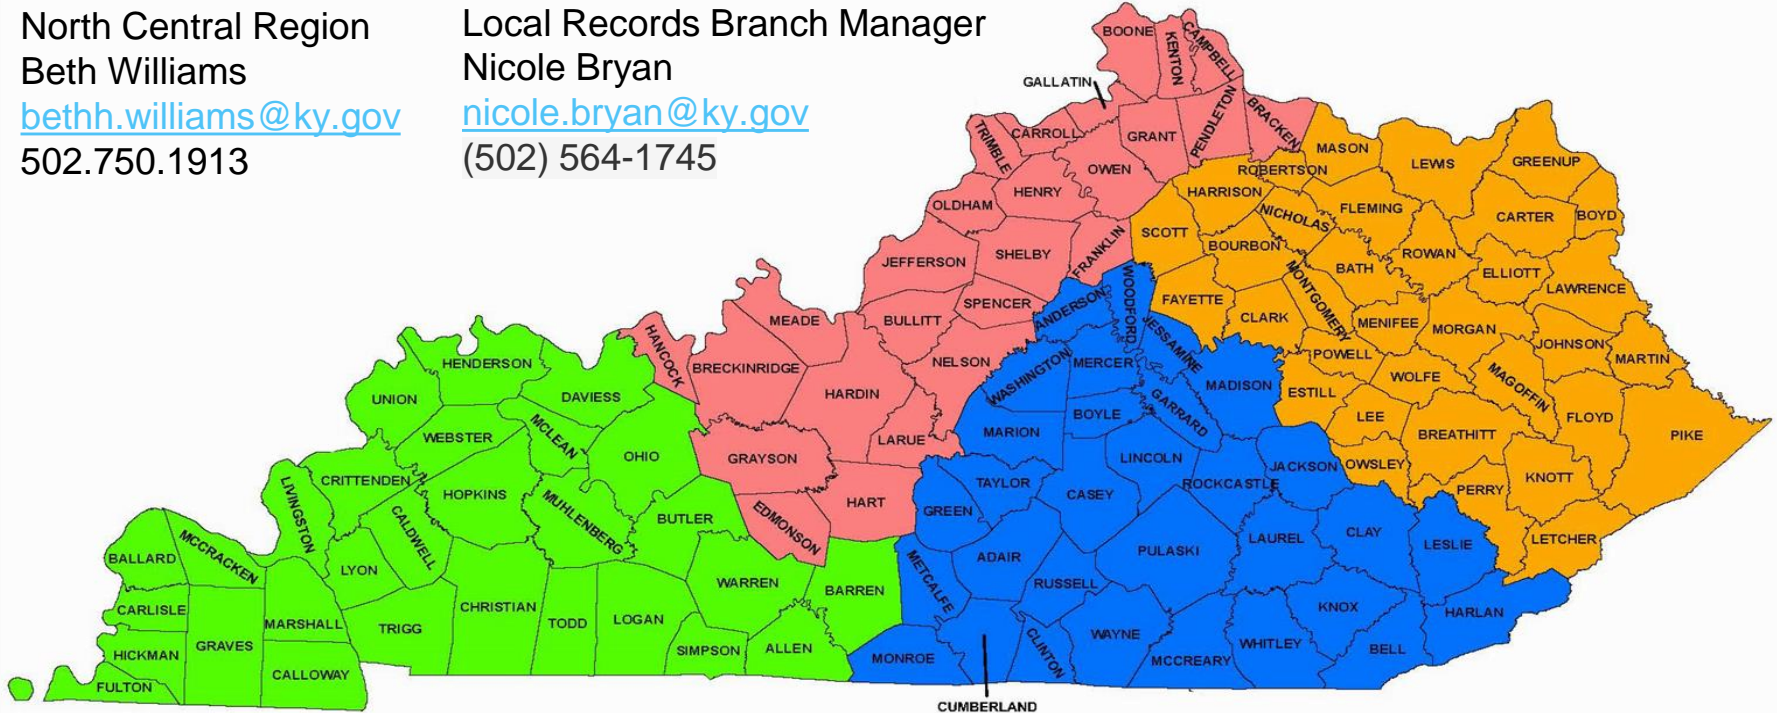 North Central Region
Beth Williams
bethh.williams@ky.gov
502.750.1913
Local Records Branch Manager
Nicole Bryan
nicole.bryan@ky.gov
(502) 564-1745
BOONE
KENTON
CAMPBELL
GALLATIN
TRIMBLE
CARROLL
GRANT
PENDLETON
BRACKEN
MASON
LEWIS
GREENUP
HENRY
OWEN
ROBERTSON
HARRISON
OLDHAM
NICHOLAS
FLEMING
CARTER
BOYD
SCOTT
JEFFERSON
SHELBY
FRANKLIN
BOURBON
BATH
ROWAN
ELLIOTT
LAWRENCE
MEADE
BULLITT
SPENCER
ANDERSON
WOODFORD
FAYETTE
CLARK
MONTGOMERY
MENIFEE
MORGAN
JOHNSON
MARTIN
HANCOCK
HENDERSON
BRECKINRIDGE
NELSON
WASHINGTON
MERCER
JESSAMINE
MADISON
POWELL
WOLFE
MAGOFFIN
UNION
DAVIESS
HARDIN
BOYLE
GARRARD
ESTILL
LEE
FLOYD
PIKE
WEBSTER
MCLEAN
OHIO
GRAYSON
LARUE
MARION
LINCOLN
JACKSON
OWSLEY
BREATHITT
KNOTT
CRITTENDEN
HOPKINS
MUHLENBERG
BUTLER
EDMONSON
HART
GREEN
TAYLOR
CASEY
ROCKCASTLE
PERRY
LIVINGSTON
CALDWELL
BALLARD
MCCRACKEN
LYON
WARREN
BARREN
METCALFE
ADAIR
RUSSELL
PULASKI
LAUREL
CLAY
LESLIE
LETCHER
CARLISLE
GRAVES
MARSHALL
TRIGG
CHRISTIAN
TODD
LOGAN
SIMPSON
ALLEN
MONROE
CLINTON
WAYNE
MCCREARY
WHITLEY
KNOX
BELL
HARLAN
HICKMAN
FULTON
CALLOWAY
CUMBERLAND